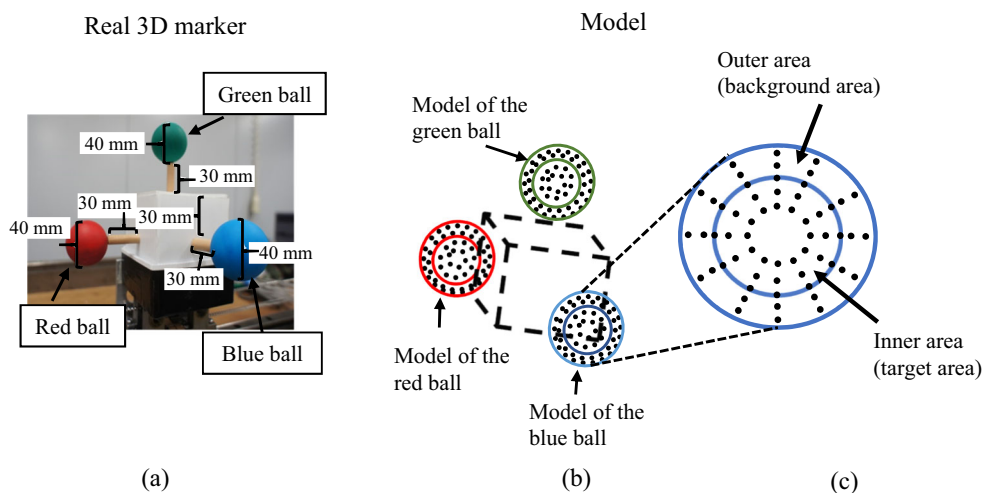 Real 3D marker
Model
Green ball
40 mm
30 mm
30 mm
30 mm
40 mm
40 mm
30 mm
Red ball
Blue ball
(a)
Model of the
green ball
Model of the
red ball
Model of the
blue ball
(b)
Outer area
(background area)
Inner area
(target area)
(c)